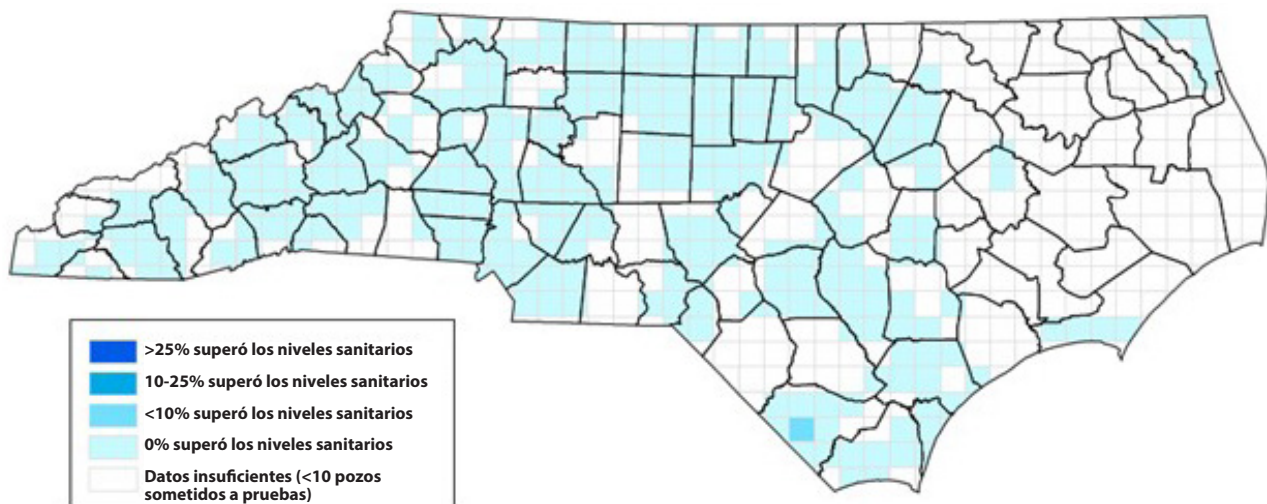 >25% superó los niveles sanitarios
10-25% superó los niveles sanitarios
<10% superó los niveles sanitarios
0% superó los niveles sanitarios
Datos insuficientes (<10 pozos
sometidos a pruebas)